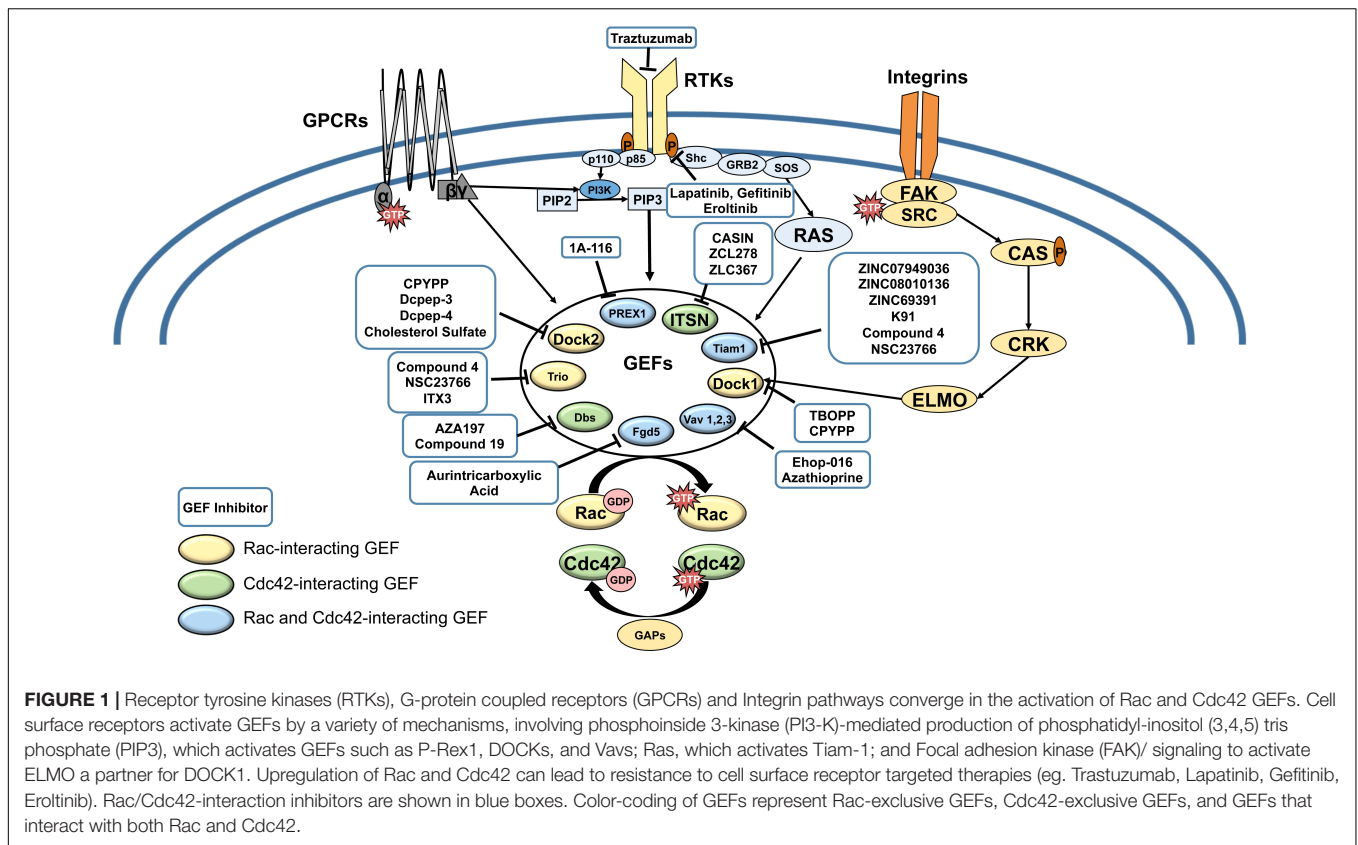 Traztuzumab
RTKs
Integrins
GPCRs
P
P
p110
p85
Shc
GRB2
SOS
α
GTP
βγ
PI3K
PIP2
PIP3
Lapatinib, Gefitinib
Eroltinib
RAS
FAK
GTP
SRC
CAS
P
1A-116
CASIN
ZCL278
ZLC367
ZINC07949036
ZINC08010136
ZINC69391
K91
Compound 4
NSC23766
CPYPP
Dcpep-3
Dcpep-4
Cholesterol Sulfate
PREX1
ITSN
Dock2
Tiam1
GEFs
CRK
Compound 4
NSC23766
ITX3
Trio
Dock1
ELMO
AZA197
Compound 19
Dbs
Fgd5
Vav 1,2,3
TBOPP
CPYPP
Aurintricarboxylic
Acid
Ehop-016
Azathioprine
GEF Inhibitor
Rac
GDP
GTP
Rac
Rac-interacting GEF
Cdc42
GDP
Cdc42
GTP
Cdc42-interacting GEF
Rac and Cdc42-interacting GEF
GAPs
FIGURE 1 | Receptor tyrosine kinases (RTKs), G-protein coupled receptors (GPCRs) and Integrin pathways converge in the activation of Rac and Cdc42 GEFs. Cell
surface receptors activate GEFs by a variety of mechanisms, involving phosphoinside 3-kinase (PI3-K)-mediated production of phosphatidyl-inositol (3,4,5) tris
phosphate (PIP3), which activates GEFs such as P-Rex1, DOCKs, and Vavs; Ras, which activates Tiam-1; and Focal adhesion kinase (FAK)/ signaling to activate
ELMO a partner for DOCK1. Upregulation of Rac and Cdc42 can lead to resistance to cell surface receptor targeted therapies (eg. Trastuzumab, Lapatinib, Gefitinib,
Eroltinib). Rac/Cdc42-interaction inhibitors are shown in blue boxes. Color-coding of GEFs represent Rac-exclusive GEFs, Cdc42-exclusive GEFs, and GEFs that
interact with both Rac and Cdc42.